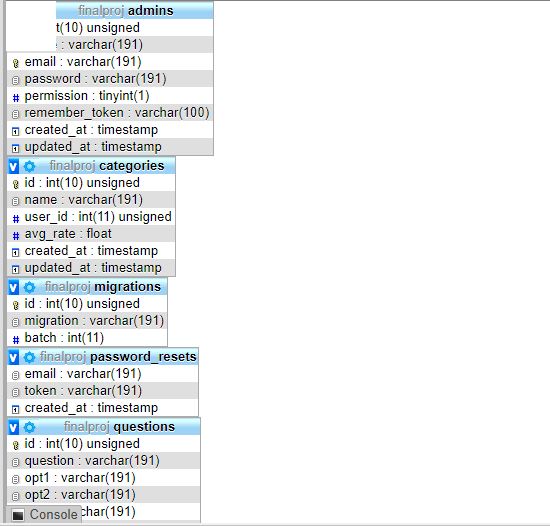 finalproj admins
int(10) unsigned
: varchar(191)
email : varchar(191)
password : varchar(191)
permission : tinyint(1)
remember_token : varchar(100)
created_at : timestamp
updated_at : timestamp
finalproj categories
id : int(10) unsigned
name : varchar(191)
user_id : int(11) unsigned
avg_rate : float
created_at : timestamp
updated_at : timestamp
finalproj migrations
id : int(10) unsigned
migration : varchar(191)
batch : int(11)
finalproj password_resets
email : varchar(191)
token : varchar(191)
created_at : timestamp
finalproj questions
id : int(10) unsigned
question : varchar(191)
opt1 : varchar(191)
opt2 : varchar(191)
Console
char(191)